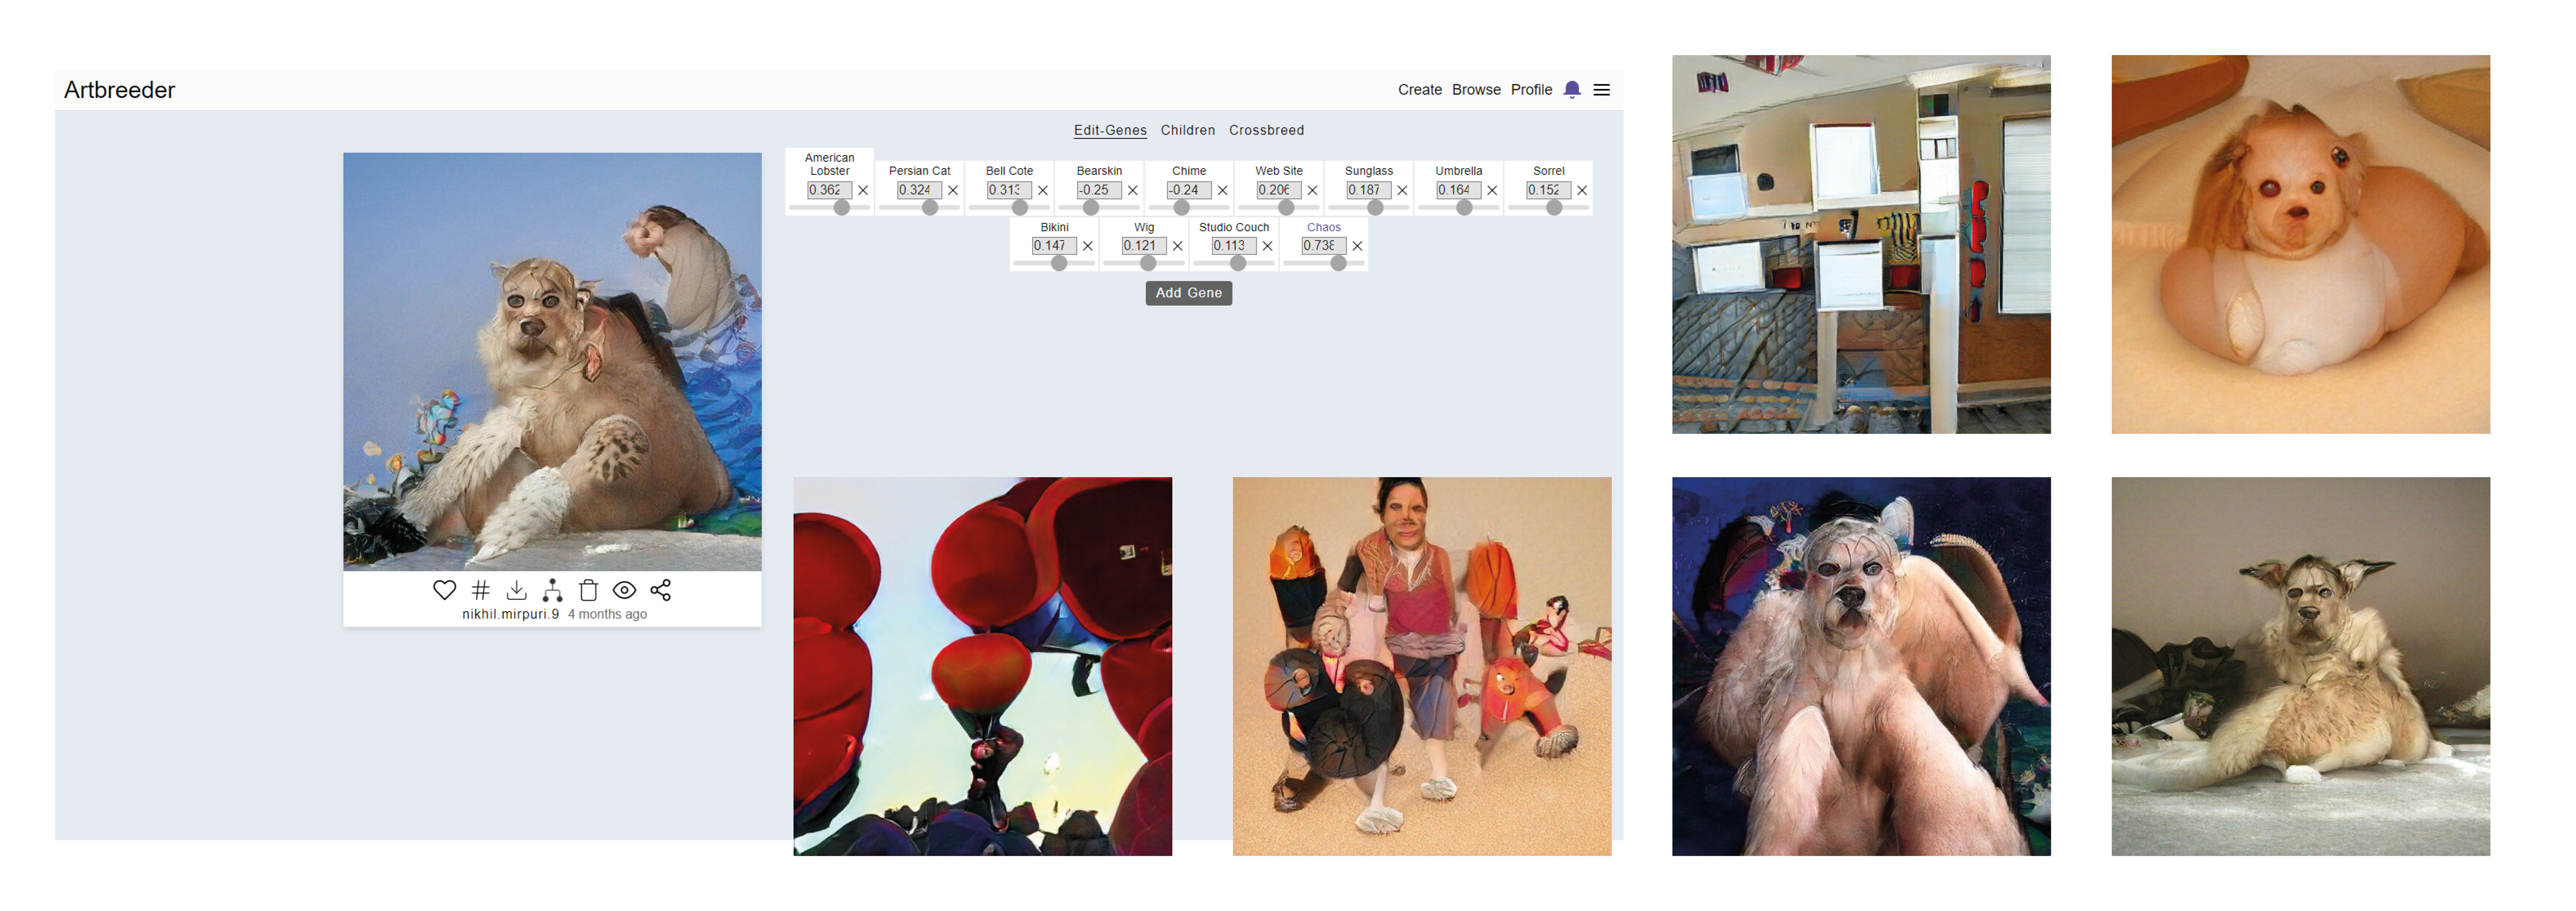 Artbreeder
Create Browse Profile
Edit-Genes Children Crossbreed
American Lobster
0.362
Persian Cat
0.324
Bell Cote
0.313
Bearskin
-0.25
Chime
-0.24
Web Site
0.206
Sunglass
0.187
Umbrella
0.164
Sorrel
0.152
Bikini
0.147
Wig
0.121
Studio Couch
0.113
Chaos
0.738
Add Gene
nikhil.mirpuri.9 4 months ago